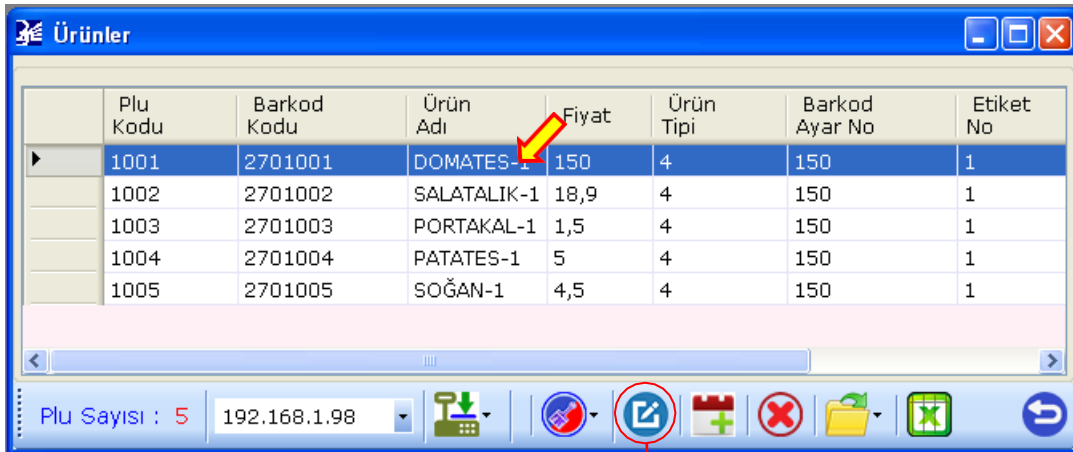 Ürünler
Plu Kodu Barkod Kodu Ürün Adı Fiyat Ürün Tipi Barkod Ayar No Etiket No
1001 2701001 DOMATES-1 150 4 150 1
1002 2701002 SALATALIK-1 18,9 4 150 1
1003 2701003 PORTAKAL-1 1,5 4 150 1
1004 2701004 PATATES-1 5 4 150 1
1005 2701005 SOĞAN-1 4,5 4 150 1
Plu Sayısı : 5 192.168.1.98